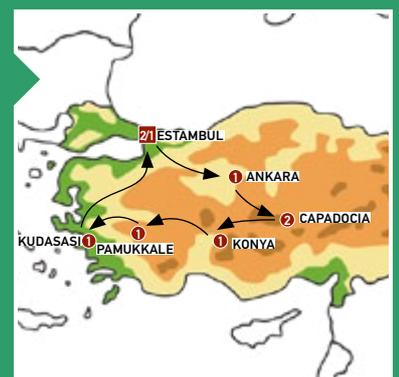 2/1 ESTAMBUL
1 ANKARA
2 CAPADOCIA
1 KONYA
1
PAMUKKALE
KUDASASI 1